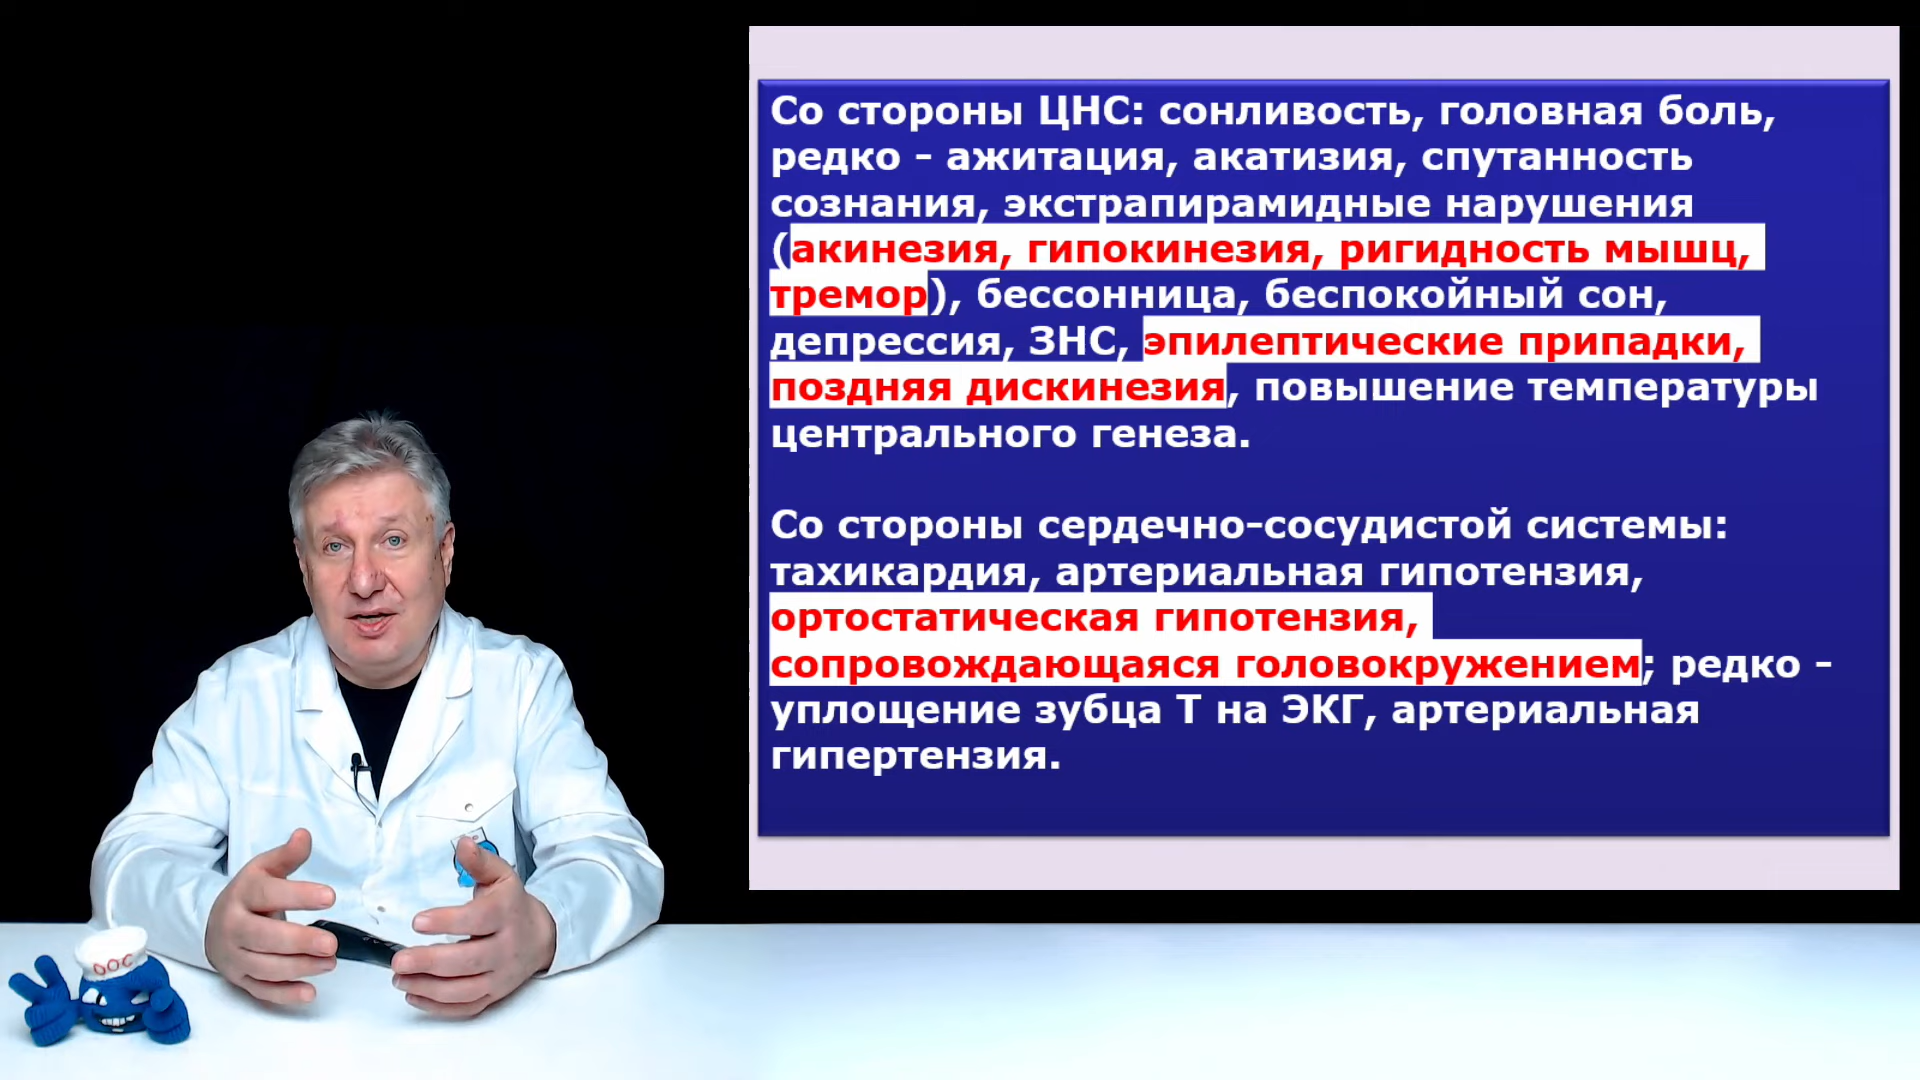 Со стороны ЦНС: сонливость, головная боль,
редко - ажитация, акатизия, спутанность
сознания, экстрапирамидные нарушения
(акинезия, гипокинезия, ригидность мышц,
тремор), бессонница, беспокойный сон,
депрессия, ЗНС, эпилептические припадки,
поздняя дискинезия, повышение температуры
центрального генеза.
Со стороны сердечно-сосудистой системы:
тахикардия, артериальная гипотензия,
ортостатическая гипотензия,
сопровождающаяся головокружением; редко -
уплощение зубца Т на ЭКГ, артериальная
гипертензия.
DOC